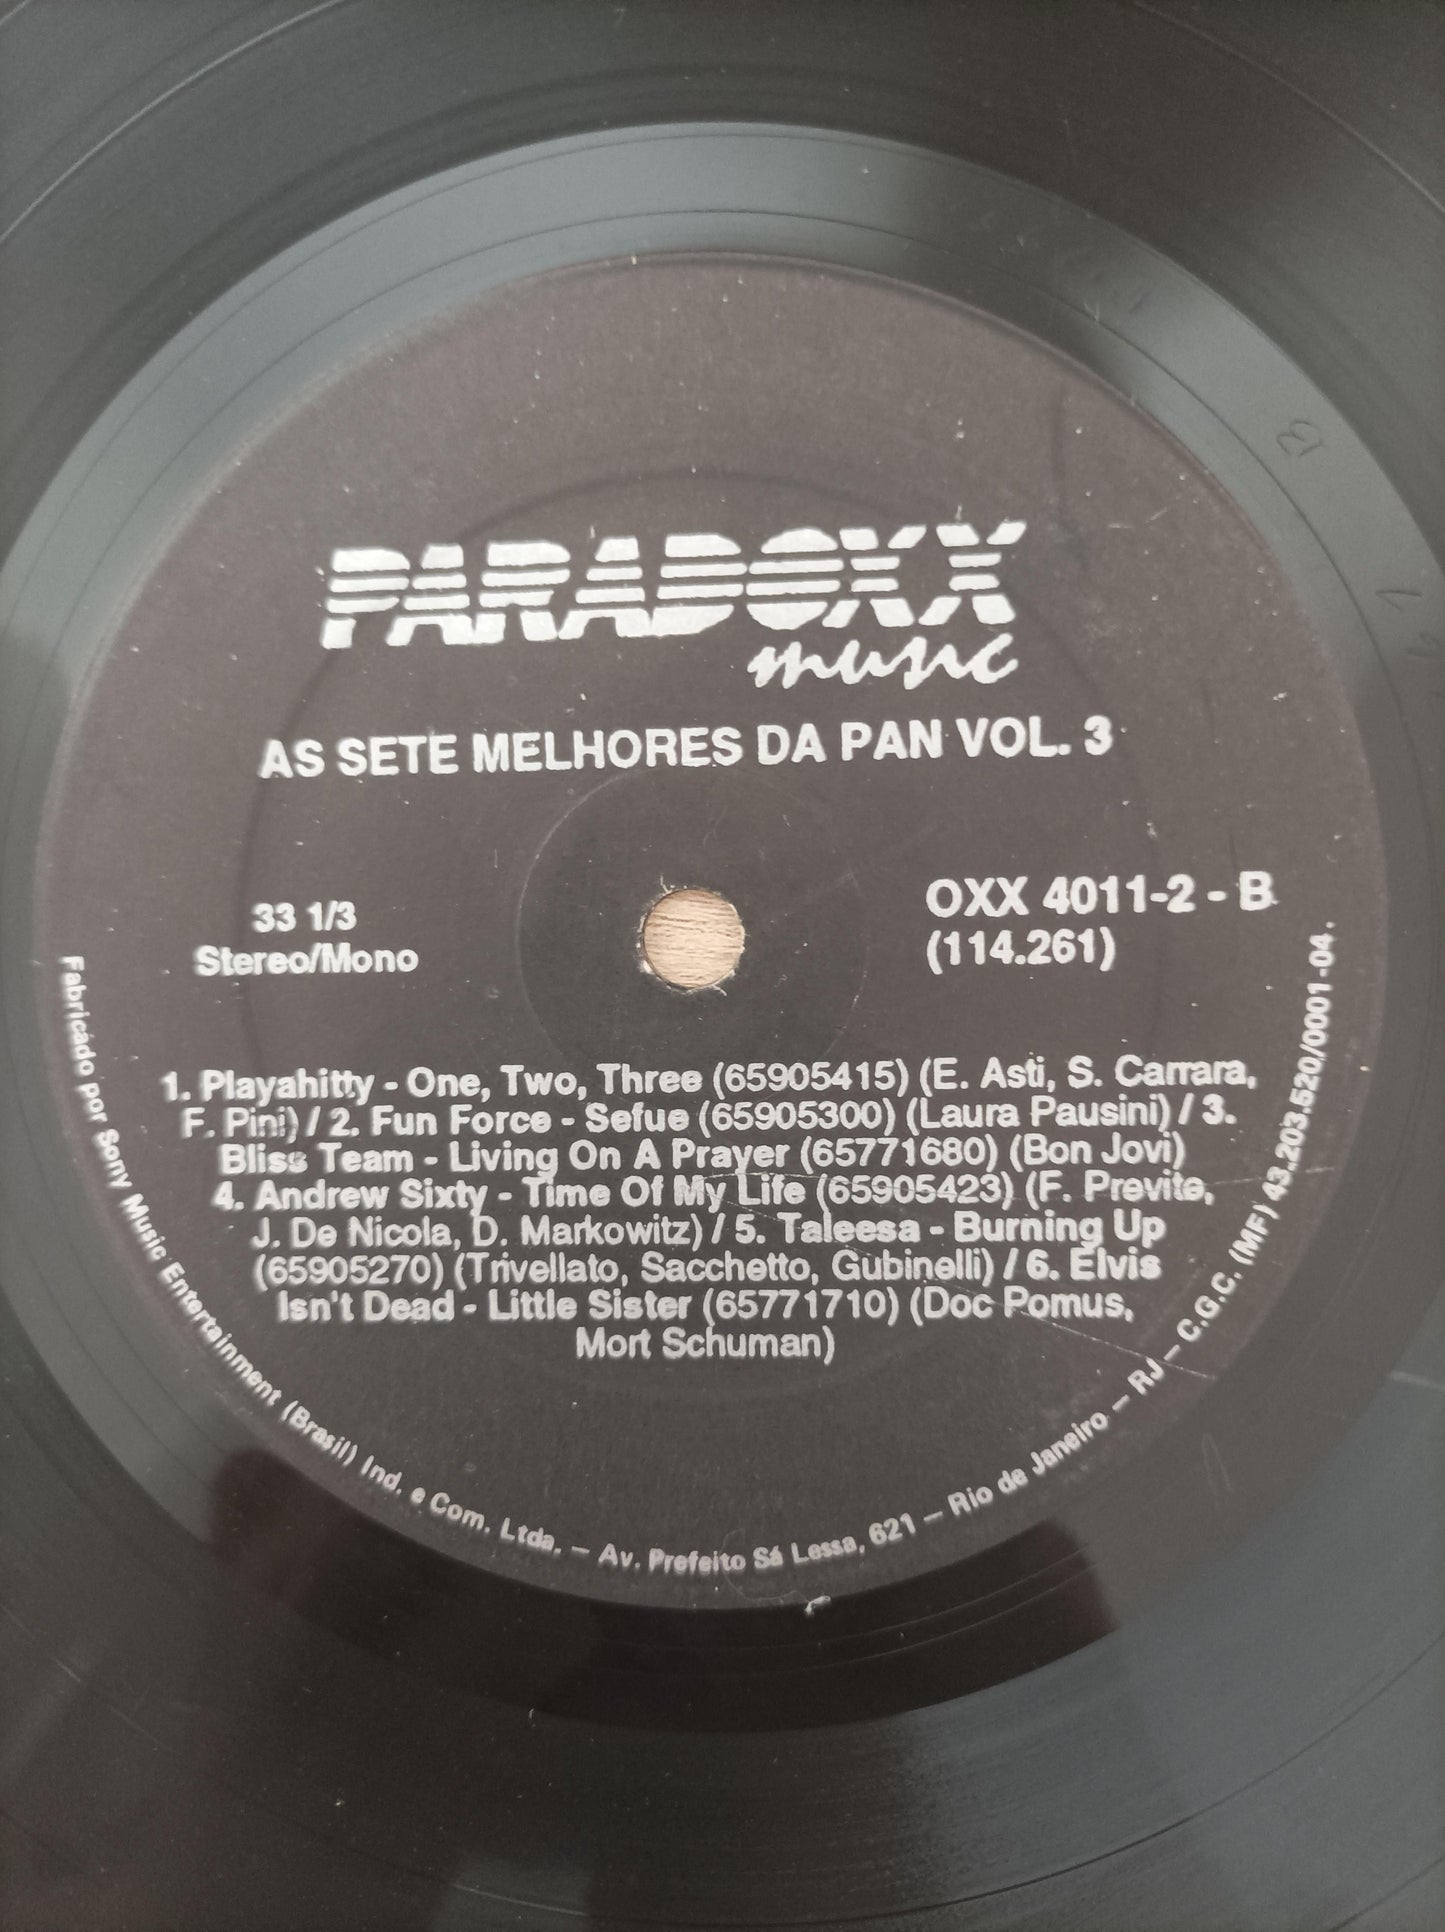 PARADOXX
music
AS SETE MELHORES DA PAN VOL. 3
33 1/3
Stereo/Mono
OXX 4011-2 - B
(114.261)
1. Playahitty - One, Two, Three (65905415) (E. Asti, S. Carrara,
F. Pini) / 2. Fun Force - Sefue (65905300) (Laura Pausini) / 3.
Bliss Team - Living On A Prayer (65771680) (Bon Jovi)
4. Andrew Sixty - Time Of My Life (65905423) (F. Previte,
J. De Nicola, D. Markowitz) / 5. Taleesa - Burning Up
(65905270) (Trivellato, Sacchetto, Gubinelli) / 6. Elvis
Isn't Dead - Little Sister (65771710) (Doc Pomus,
Mort Schuman)
Fabricado por Sony Music Entertainment (Brasil) Ind. e Com. Ltda. – Av. Prefeito Sá Lessa, 621 – Rio de Janeiro – RJ – C.G.C. (MF) 43.203.520/0001-04.
B